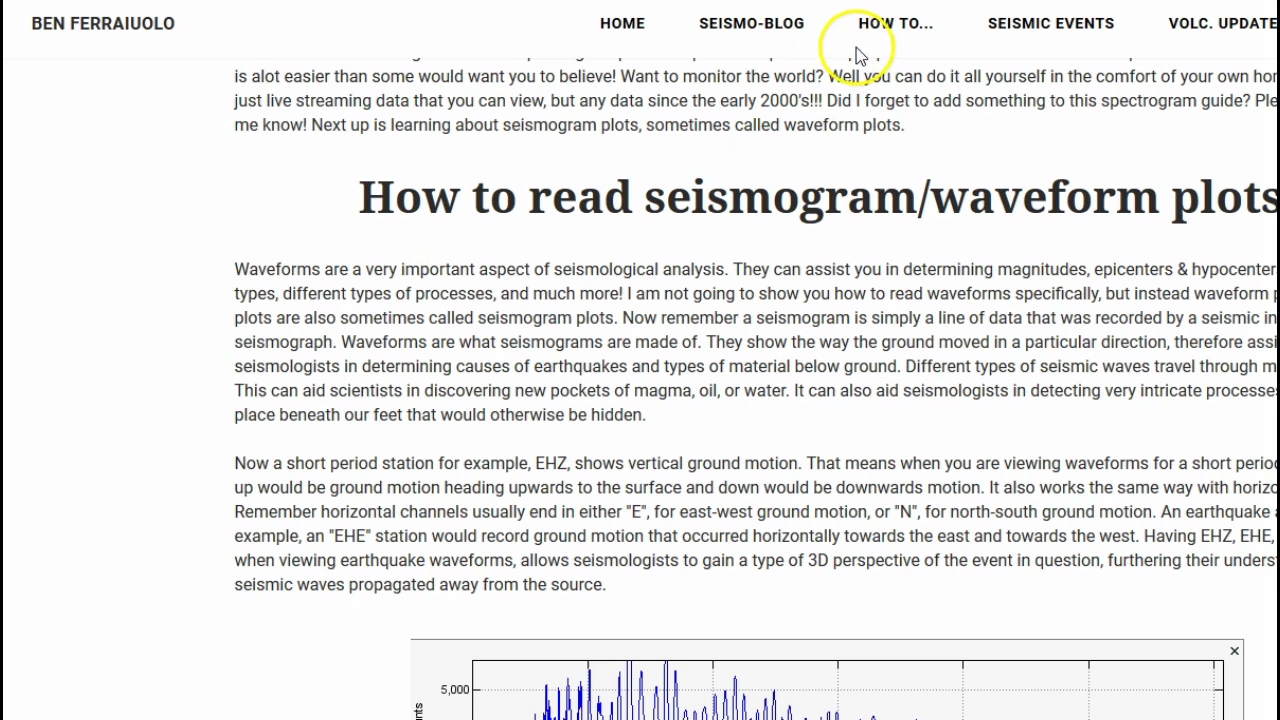 BEN FERRAIUOLO
HOME SEISMO-BLOG HOW TO... SEISMIC EVENTS VOLC. UPDATE
is alot easier than some would want you to believe! Want to monitor the world? Well you can do it all yourself in the comfort of your own
just live streaming data that you can view, but any data since the early 2000's!!! Did I forget to add something to this spectrogram guide?
me know! Next up is learning about seismogram plots, sometimes called waveform plots.
How to read seismogram/waveform plots
Waveforms are a very important aspect of seismological analysis. They can assist you in determining magnitudes, epicenters & hypocenter
types, different types of processes, and much more! I am not going to show you how to read waveforms specifically, but instead waveform
plots are also sometimes called seismogram plots. Now remember a seismogram is simply a line of data that was recorded by a seismic
seismograph. Waveforms are what seismograms are made of. They show the way the ground moved in a particular direction, therefore
seismologists in determining causes of earthquakes and types of material below ground. Different types of seismic waves travel through
This can aid scientists in discovering new pockets of magma, oil, or water. It can also aid seismologists in detecting very intricate processes
place beneath our feet that would otherwise be hidden.
Now a short period station for example, EHZ, shows vertical ground motion. That means when you are viewing waveforms for a short
up would be ground motion heading upwards to the surface and down would be downwards motion. It also works the same way with
Remember horizontal channels usually end in either "E", for east-west ground motion, or "N", for north-south ground motion. An earthquake
example, an "EHE" station would record ground motion that occurred horizontally towards the east and towards the west. Having EHZ, EHE,
when viewing earthquake waveforms, allows seismologists to gain a type of 3D perspective of the event in question, furthering their
seismic waves propagated away from the source.
5,000